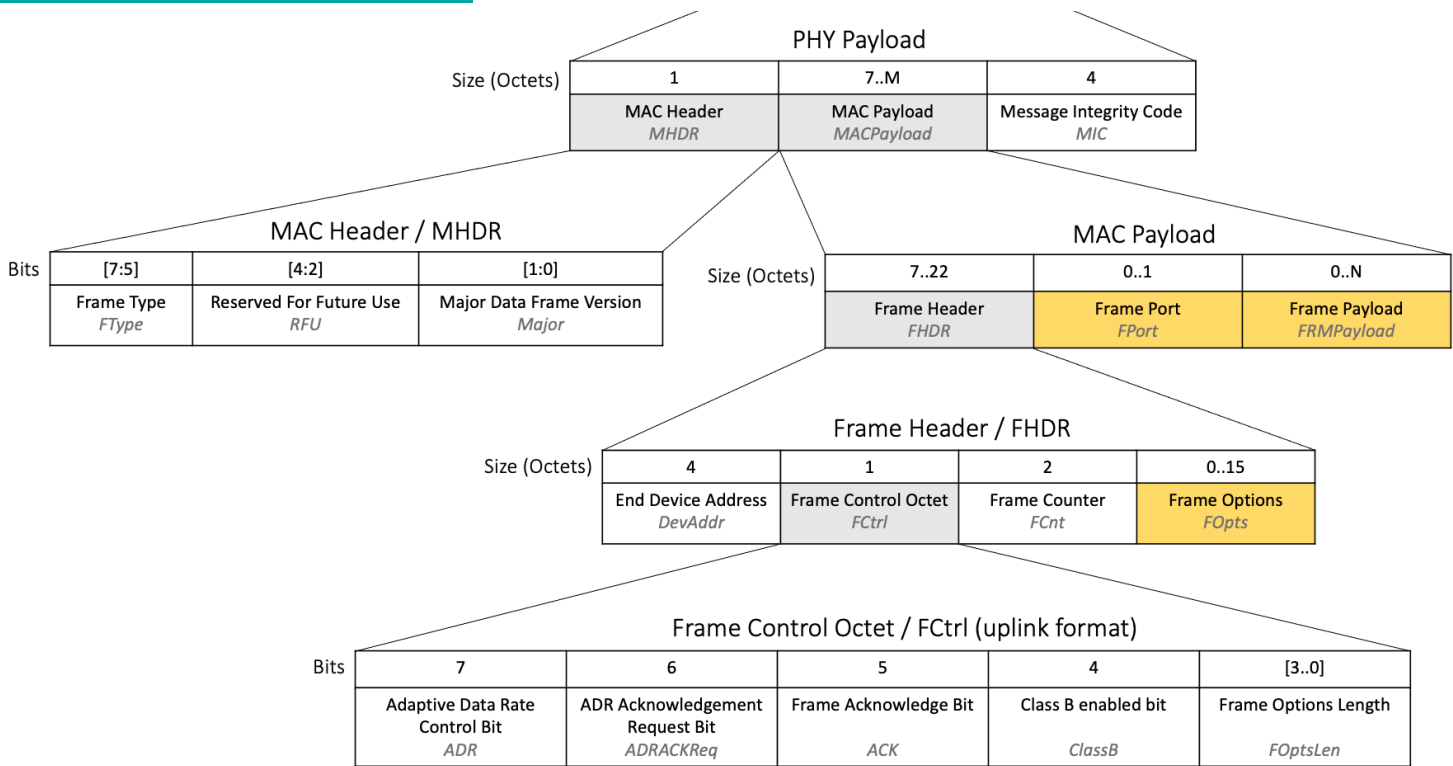 PHY Payload
Size (Octets) 1 7..M 4
MAC Header MAC Payload Message Integrity Code
MHDR MACPayload MIC
MAC Header / MHDR
Bits [7:5] [4:2] [1:0]
Frame Type Reserved For Future Use Major Data Frame Version
FType RFU Major
MAC Payload
Size (Octets) 7..22 0..1 0..N
Frame Header Frame Port Frame Payload
FHDR FPort FRMPayload
Frame Header / FHDR
Size (Octets) 4 1 2 0..15
End Device Address Frame Control Octet Frame Counter Frame Options
DevAddr FCtrl FCnt FOpts
Frame Control Octet / FCtrl (uplink format)
Bits 7 6 5 4 [3..0]
Adaptive Data Rate ADR Acknowledgement Frame Acknowledge Bit Class B enabled bit Frame Options Length
Control Bit Request Bit
ADR ADRACKReq ACK ClassB FOptsLen